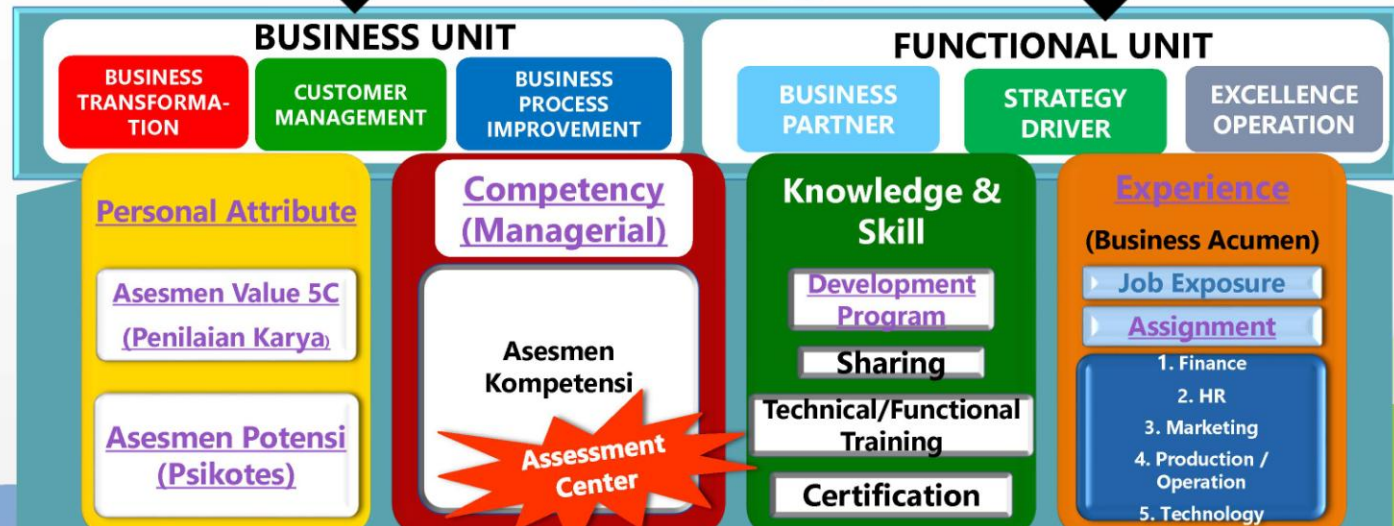 BUSINESS UNIT
BUSINESS
TRANSFORMA-
TION
CUSTOMER
MANAGEMENT
BUSINESS
PROCESS
IMPROVEMENT
FUNCTIONAL UNIT
BUSINESS
PARTNER
STRATEGY
DRIVER
EXCELLENCE
OPERATION
Personal Attribute
Asesmen Value 5C
(Penilaian Karya)
Asesmen Potensi
(Psikotes)
Competency
(Managerial)
Asesmen
Kompetensi
Assessment
Center
Knowledge &
Skill
Development
Program
Sharing
Technical/Functional
Training
Certification
Experience
(Business Acumen)
Job Exposure
Assignment
1. Finance
2. HR
3. Marketing
4. Production /
Operation
5. Technology